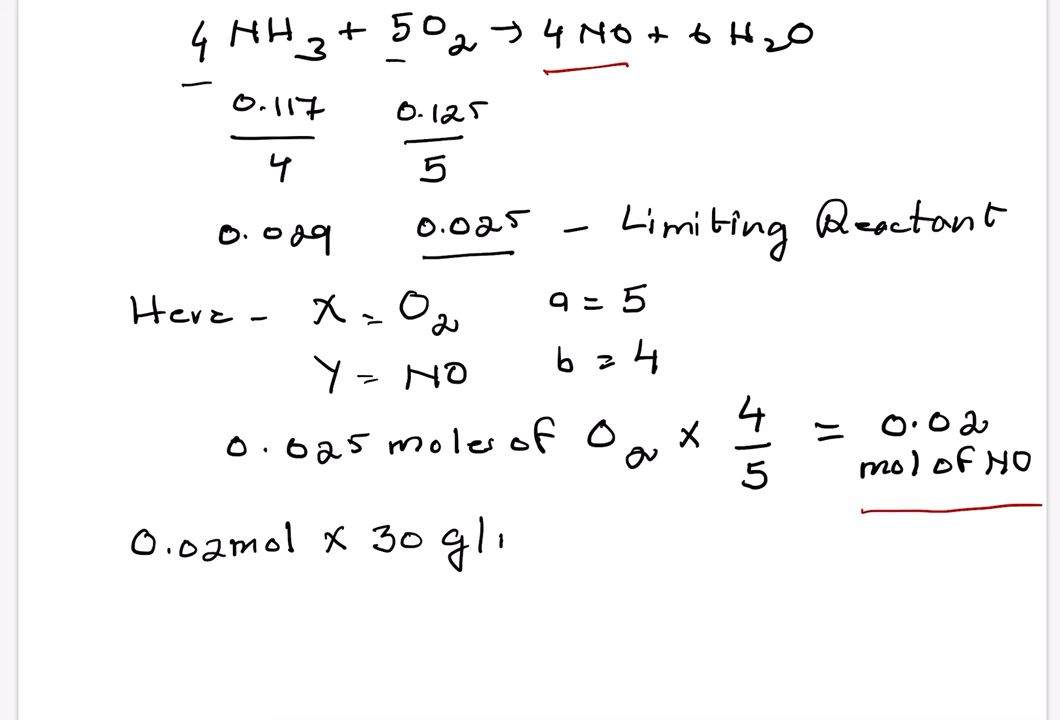 4 NH3 + 5O2 → 4 NO + 6 H2O
0.117 0.125
4 5
0.029 0.025 - Limiting Reactant
Here - X = O2 a = 5
Y = NO b = 4
0.025 moles of O2 × 4/5 = 0.02
mol of NO
0.02mol × 30 g/